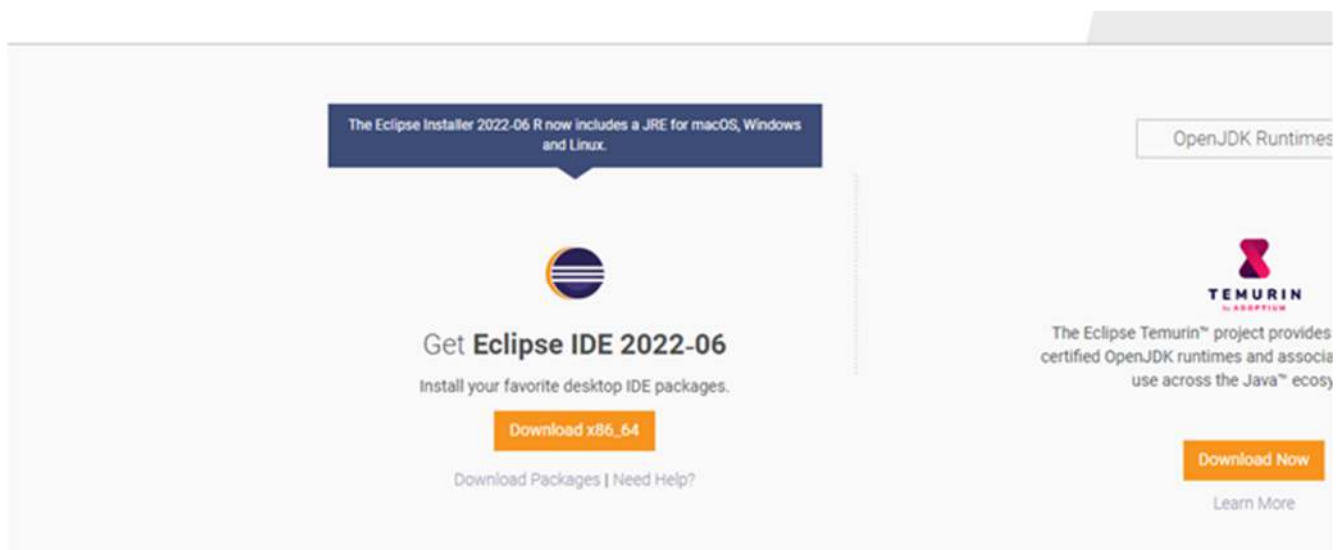 The Eclipse Installer 2022-06 R now includes a JRE for macOS, Windows
and Linux.
Get Eclipse IDE 2022-06
Install your favorite desktop IDE packages.
Download x86_64
Download Packages | Need Help?
OpenJDK Runtimes
TEMURIN
by ADOPTIUM
The Eclipse Temurin™ project provides
certified OpenJDK runtimes and associa
use across the Java™ ecosy
Download Now
Learn More